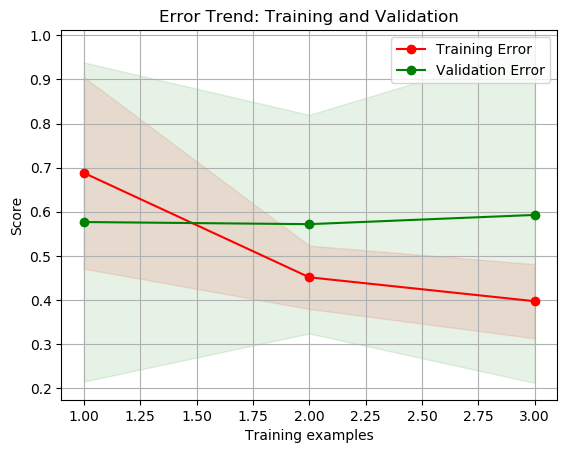 Error Trend: Training and Validation
Training Error
Validation Error
Score
1.0
0.9
0.8
0.7
0.6
0.5
0.4
0.3
0.2
1.00 1.25 1.50 1.75 2.00 2.25 2.50 2.75 3.00
Training examples